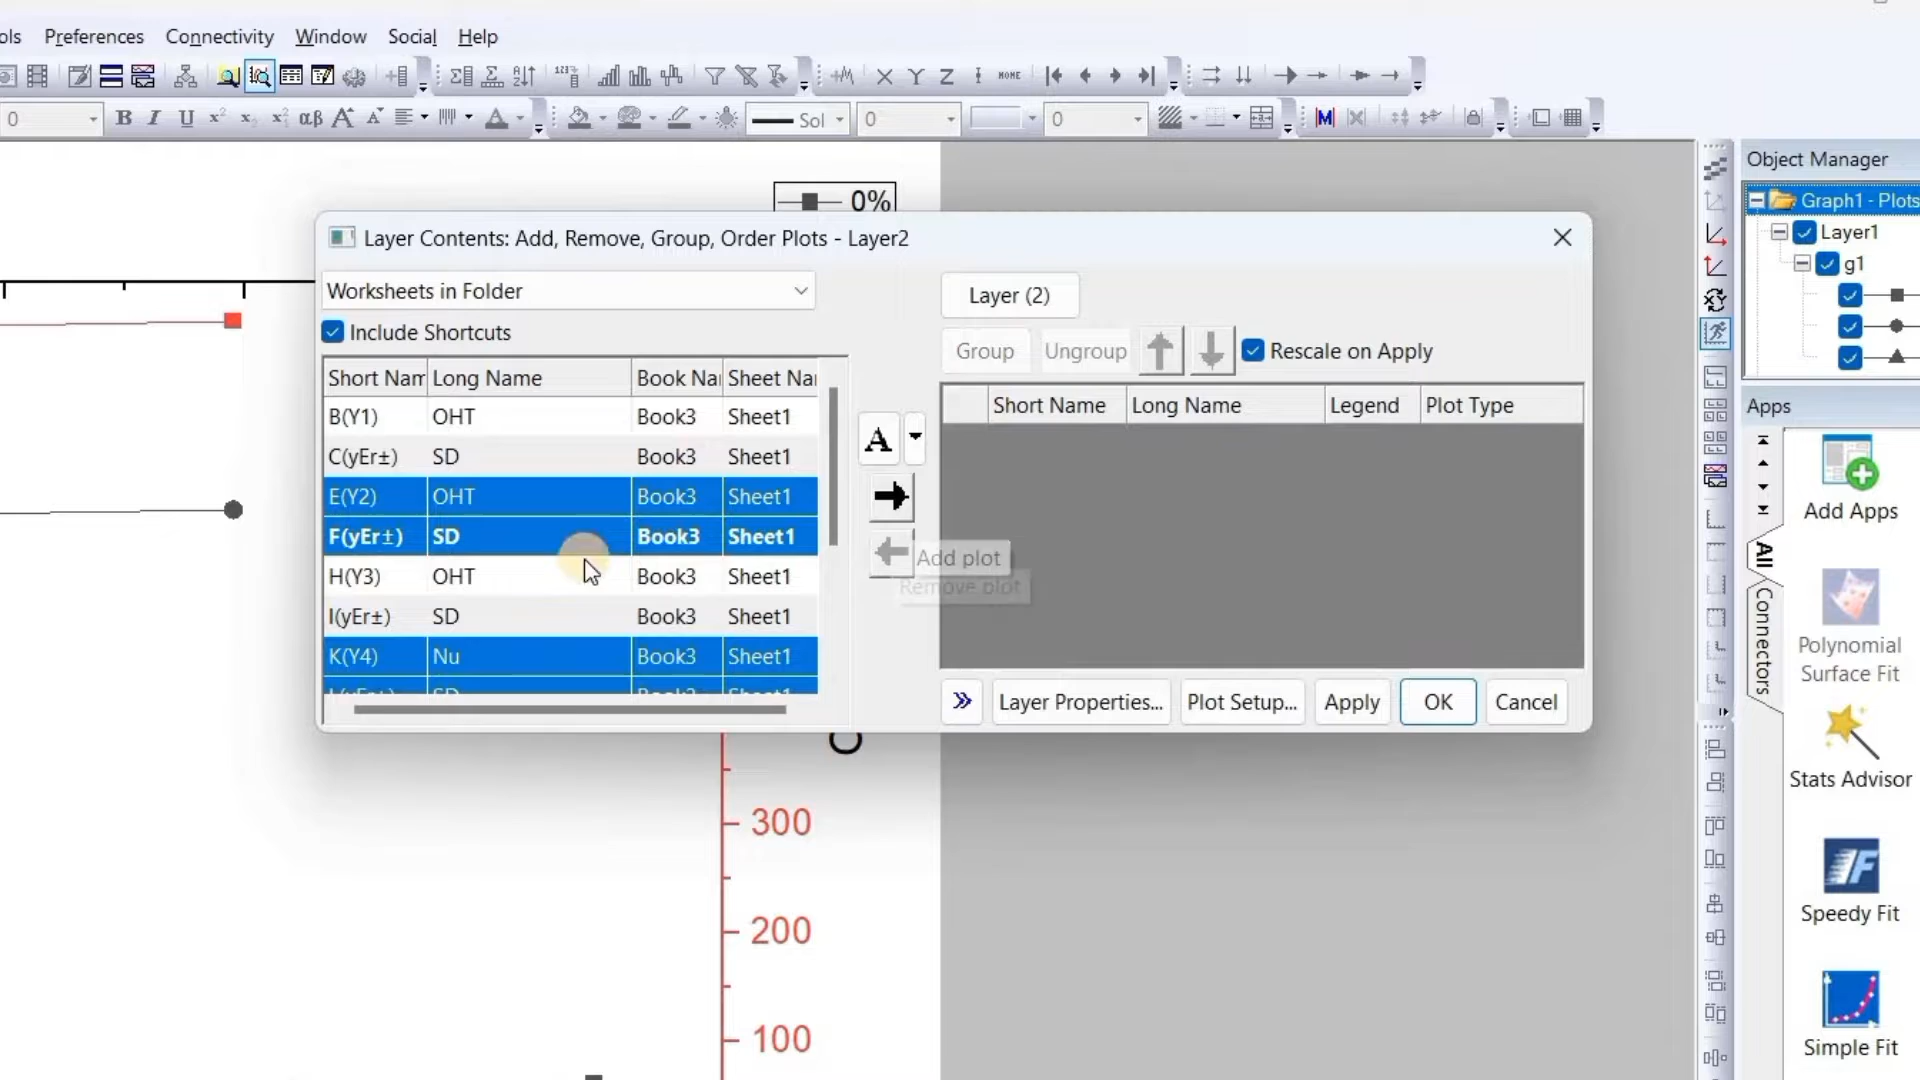 ols Preferences Connectivity Window Social Help
HOME
0 B I U αβ A Sol 0 0 M
Object Manager
0%
Graph1 - Plots
Layer Contents: Add, Remove, Group, Order Plots - Layer2
Layer1
g1
Worksheets in Folder
Layer (2)
Include Shortcuts
Group Ungroup Rescale on Apply
Short Nam Long Name Book Nar Sheet Nar
Short Name Long Name Legend Plot Type
Apps
B(Y1) OHT Book3 Sheet1
C(yEr±) SD Book3 Sheet1
A
E(Y2) OHT Book3 Sheet1
F(yEr±) SD Book3 Sheet1
H(Y3) OHT Book3 Sheet1
I(yEr±) SD Book3 Sheet1
K(Y4) Nu Book3 Sheet1
Add plot
Remove plot
Add Apps
All
Connectors
Polynomial
Surface Fit
Layer Properties... Plot Setup... Apply OK Cancel
Stats Advisor
300
Speedy Fit
200
100
Simple Fit